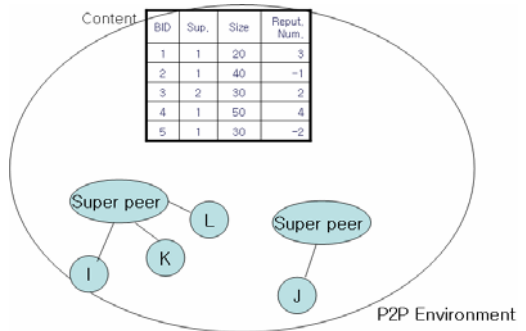 Content
BID Sup. Size Reput. Num.
1 1 20 3
2 1 40 -1
3 2 30 2
4 1 50 4
5 1 30 -2
Super peer
L
Super peer
K
I
J
P2P Environment